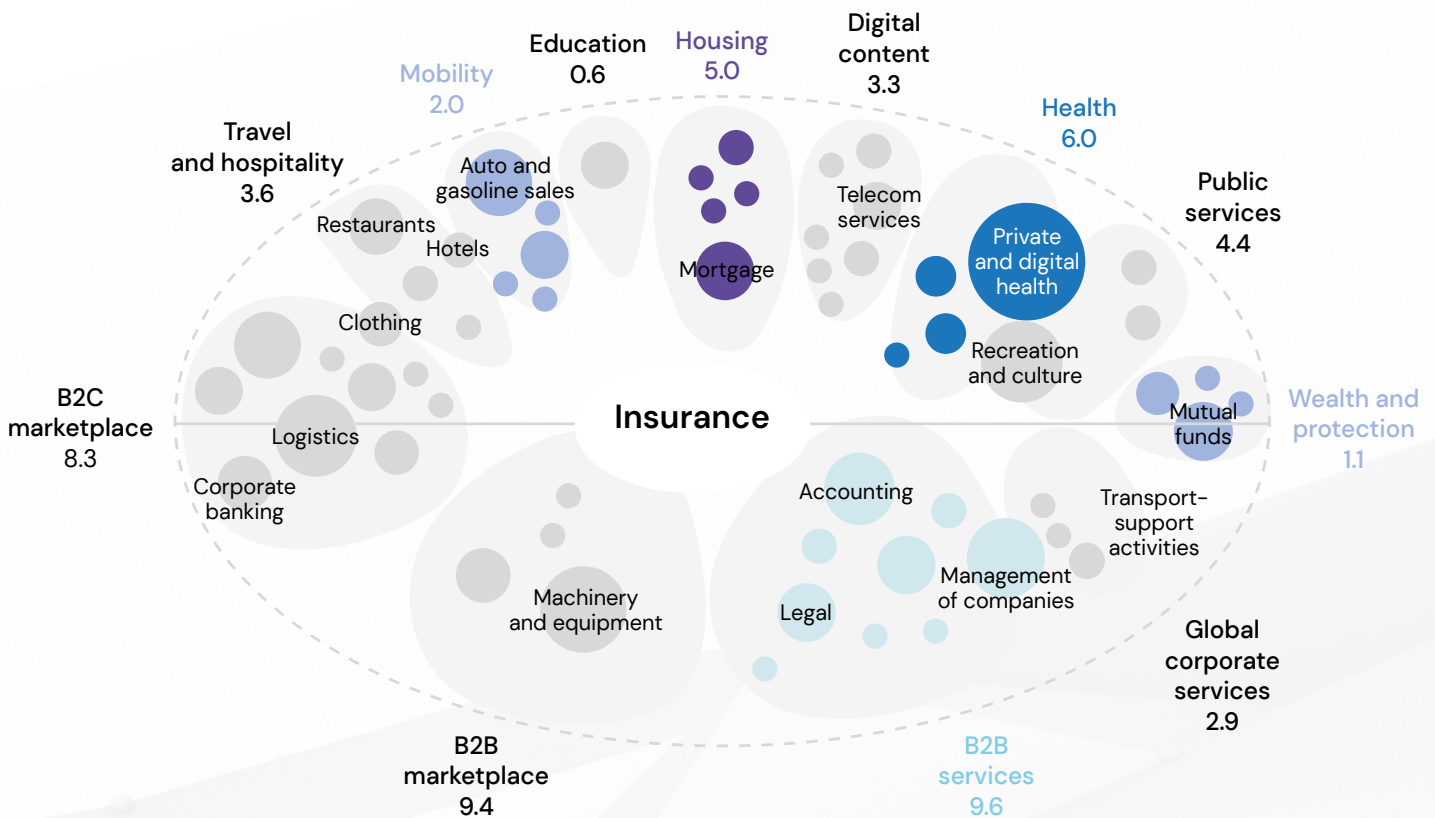 Digital
content
3.3
Education
0.6
Housing
5.0
Mobility
2.0
Health
6.0
Travel
and hospitality
3.6
Public
services
4.4
Auto and
gasoline sales
Restaurants
Hotels
Telecom
services
Private
and digital
health
Mortgage
Clothing
Recreation
and culture
B2C
marketplace
8.3
Insurance
Mutual
funds
Wealth and
protection
1.1
Logistics
Corporate
banking
Accounting
Transport-
support
activities
Management
of companies
Machinery
and equipment
Legal
Global
corporate
services
2.9
B2B
marketplace
9.4
B2B
services
9.6